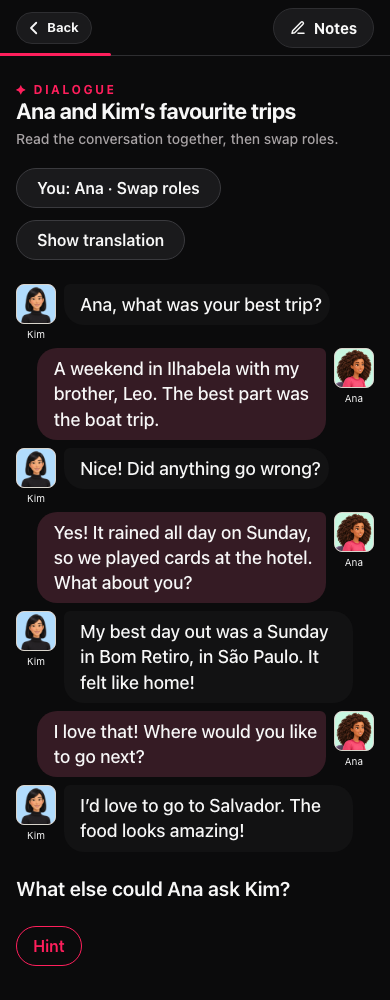 Back
Notes
DIALOGUE
Ana and Kim’s favourite trips
Read the conversation together, then swap roles.
You: Ana · Swap roles
Show translation
Ana, what was your best trip?
Kim
A weekend in Ilhabela with my
brother, Leo. The best part was
the boat trip.
Ana
Nice! Did anything go wrong?
Kim
Yes! It rained all day on Sunday,
so we played cards at the hotel.
What about you?
Ana
My best day out was a Sunday
in Bom Retiro, in São Paulo. It
felt like home!
Kim
I love that! Where would you like
to go next?
Ana
I’d love to go to Salvador. The
food looks amazing!
Kim
What else could Ana ask Kim?
Hint